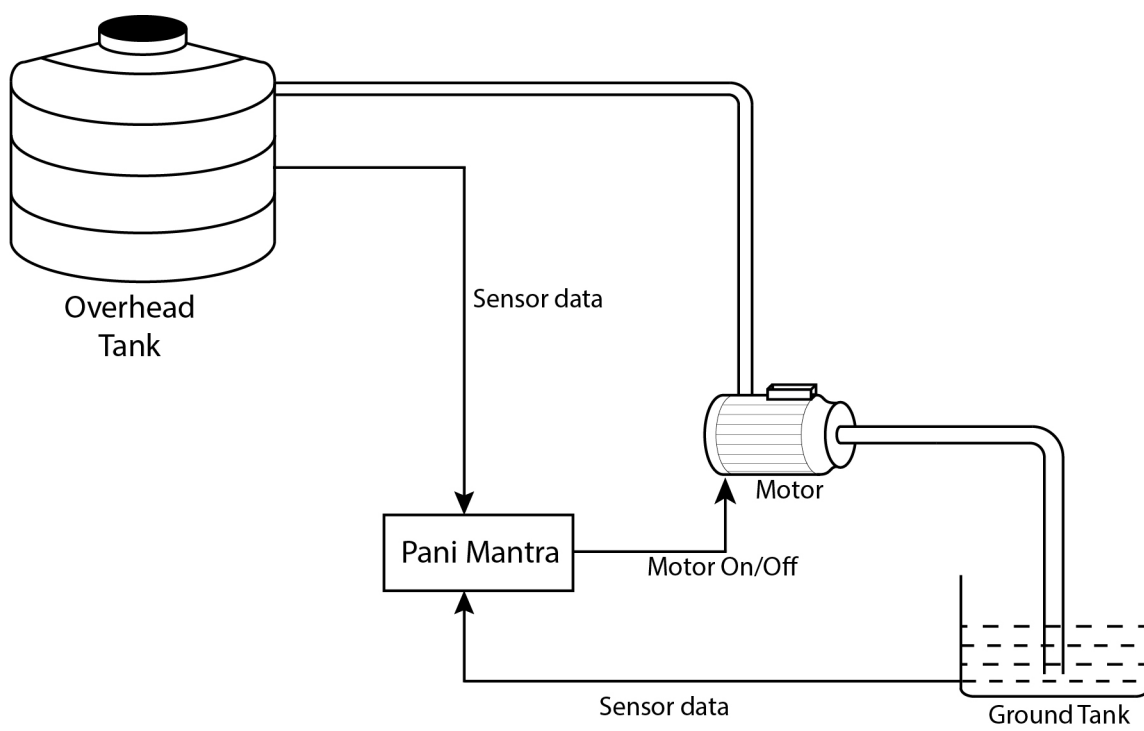 Overhead
Tank
Sensor data
Motor
Pani Mantra
Motor On/Off
Sensor data
Ground Tank